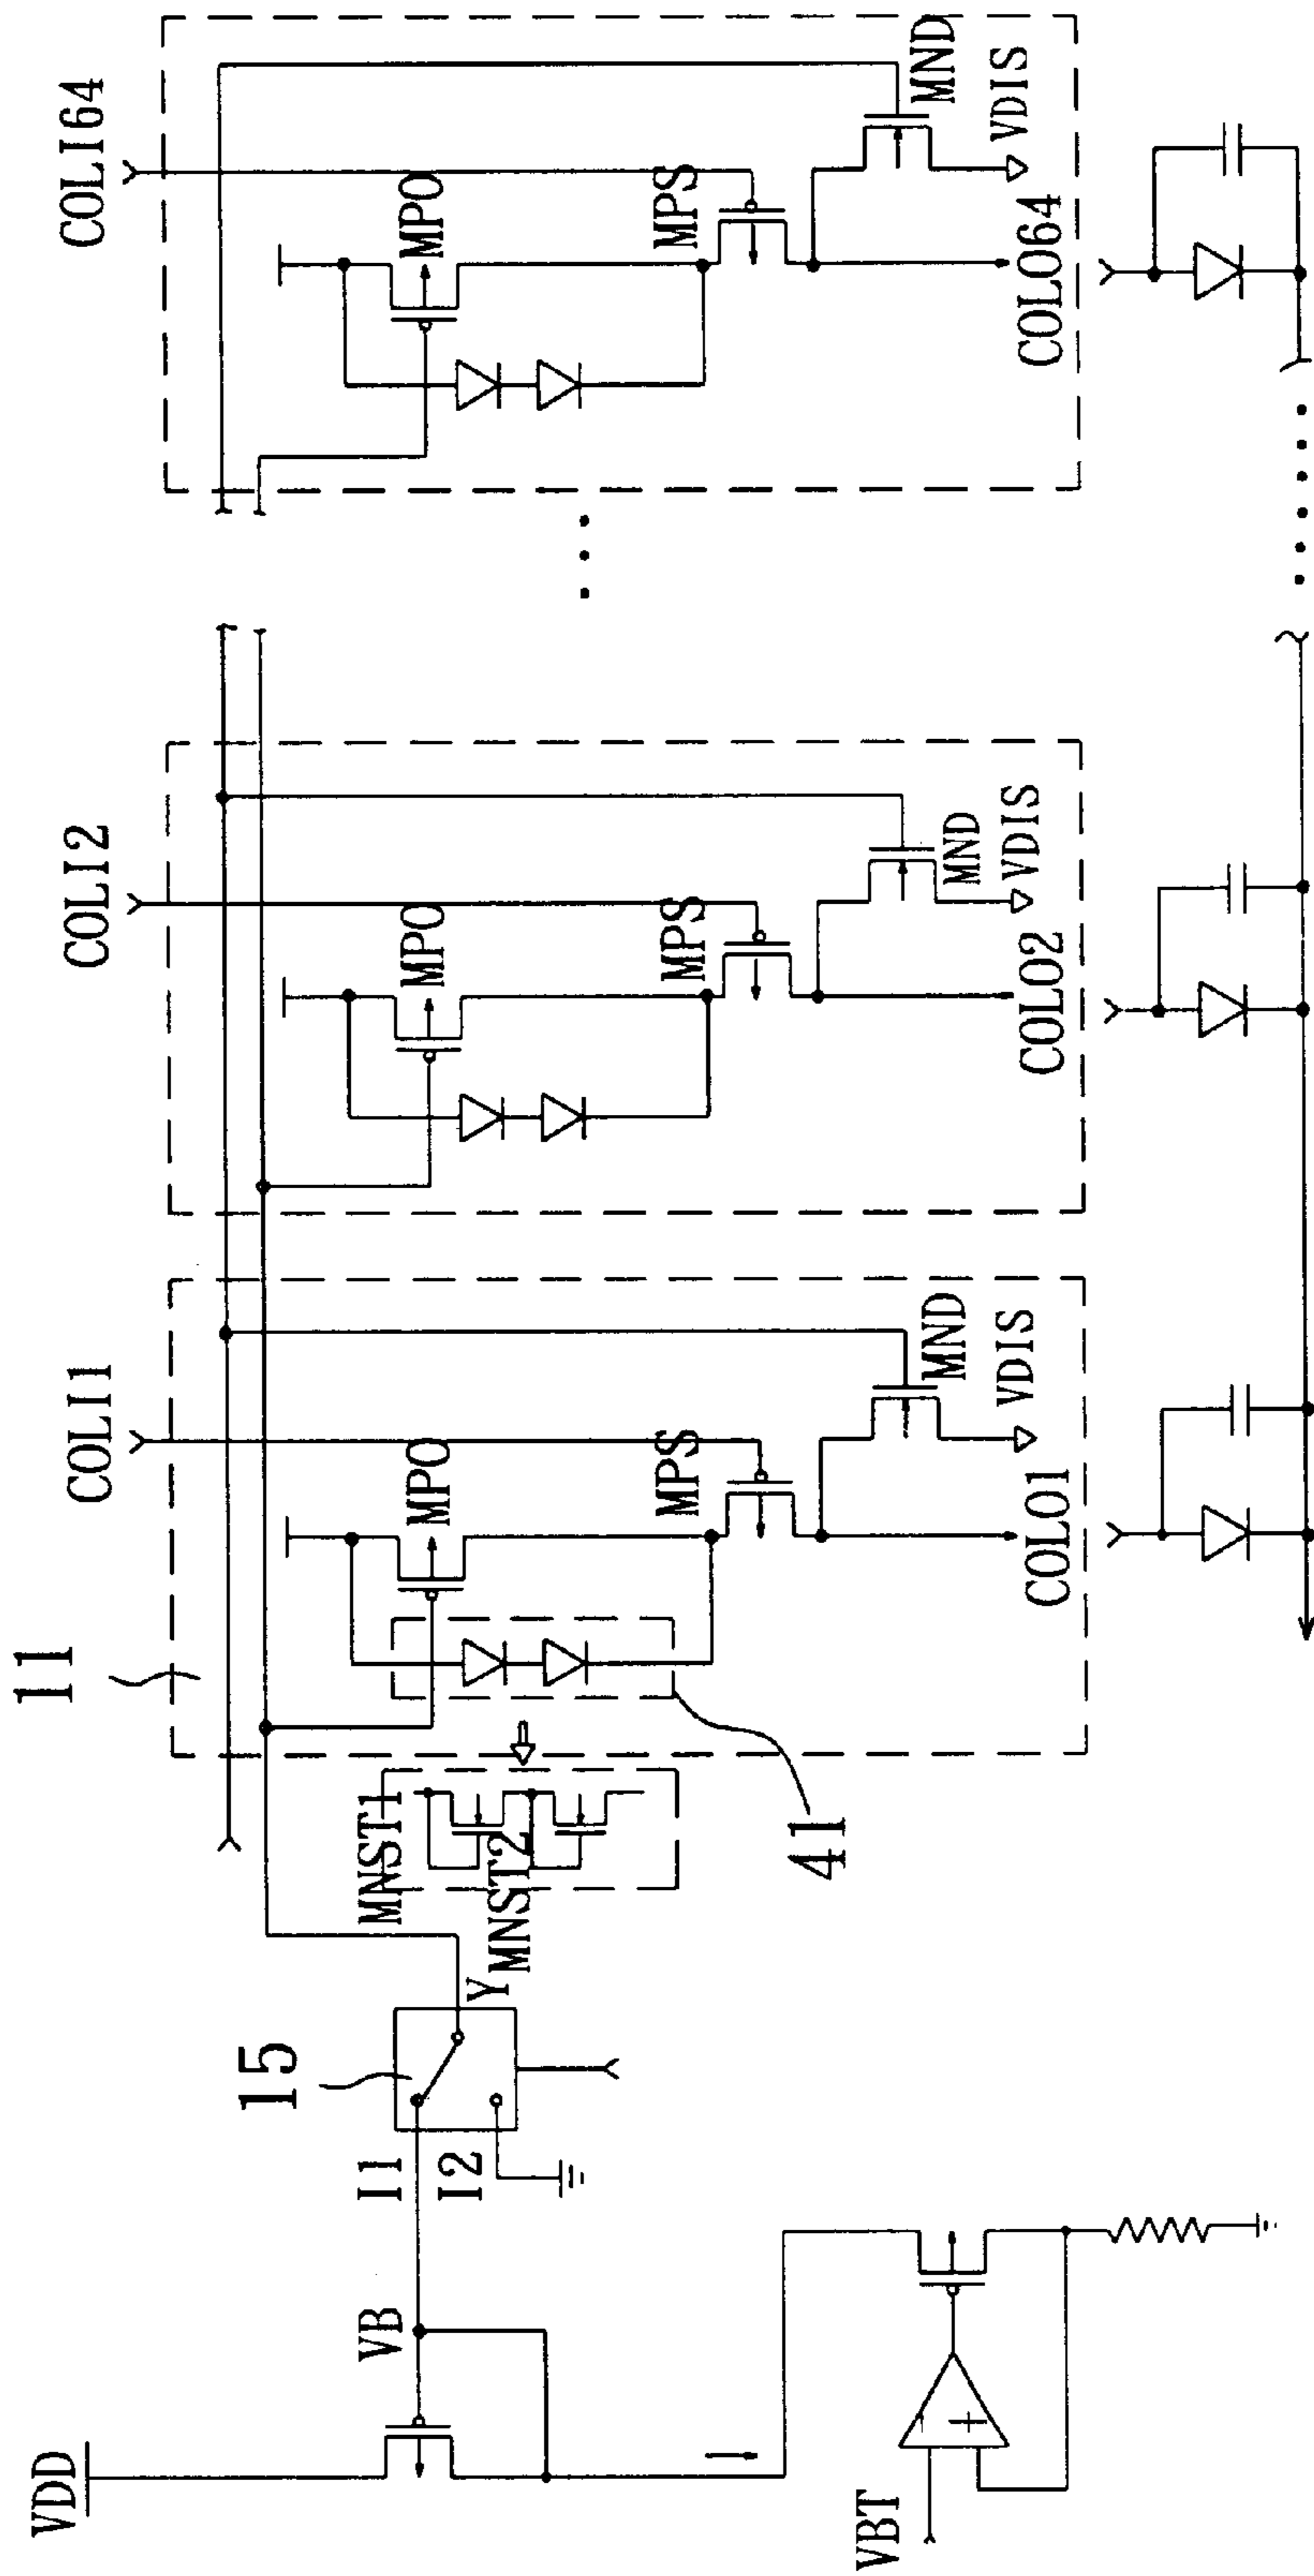 COLI1
COLI2
COLI64
11
VDD
VB
I1
I2
15
Y
MNST1
MNST2
41
MPO
MPS
MND
VDIS
COLO1
MPO
MPS
MND
VDIS
COLO2
MPO
MPS
MND
VDIS
COLO64
VBT
− +